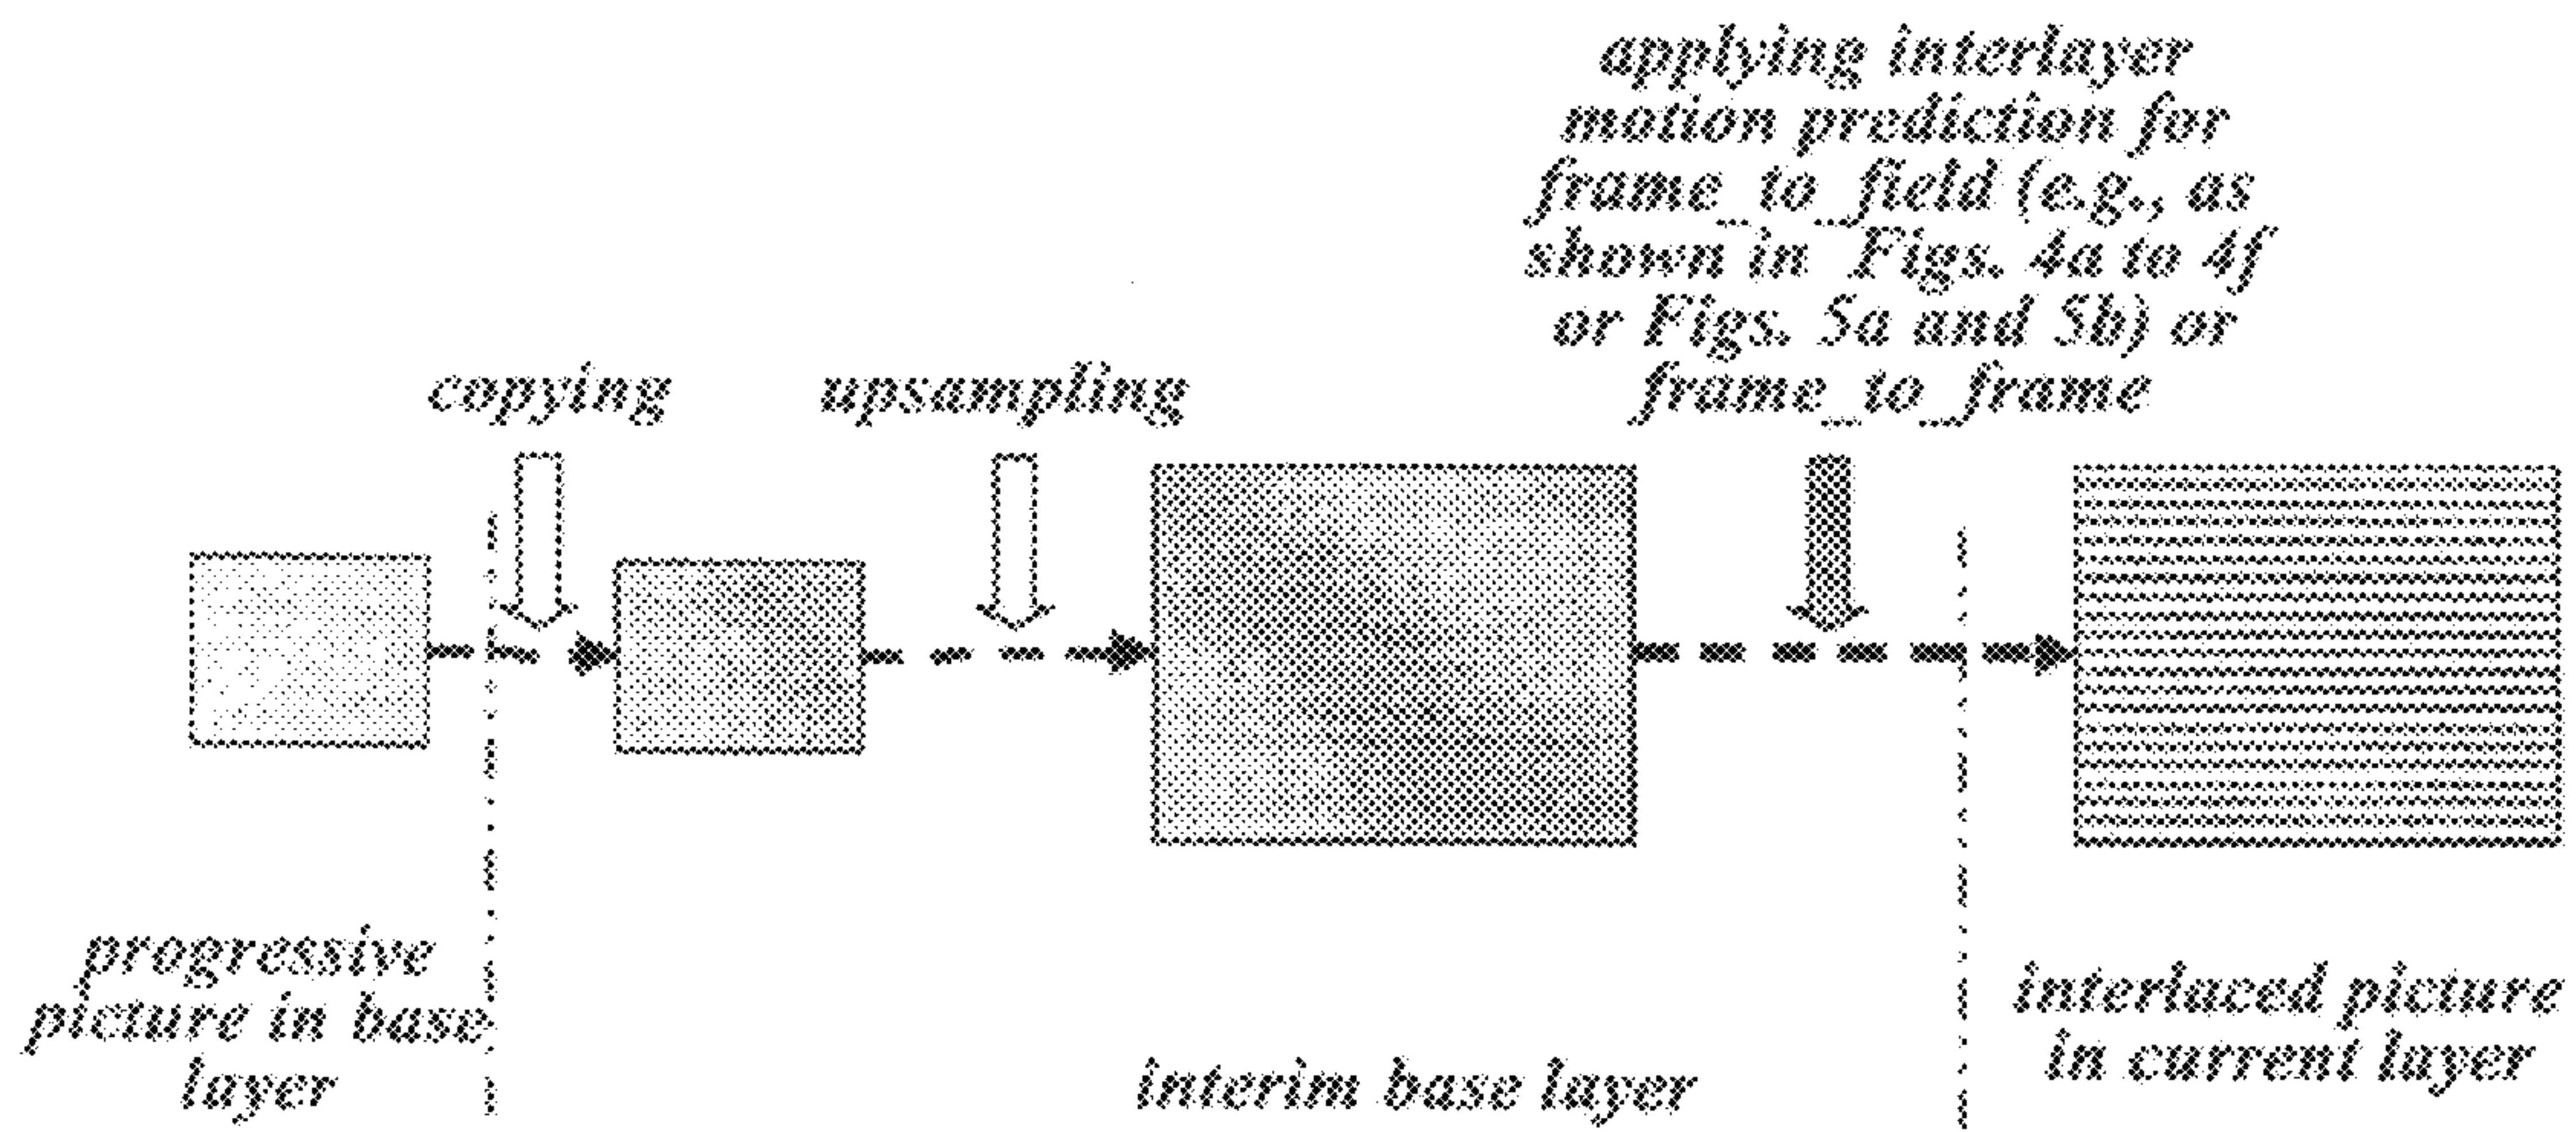 applying interlayer
motion prediction for
frame_to_field (e.g., as
shown in Figs. 4a to 4f
or Figs. 5a and 5b) or
frame_to_frame
copying
upsampling
progressive
picture in base
layer
interim base layer
interlaced picture
in current layer